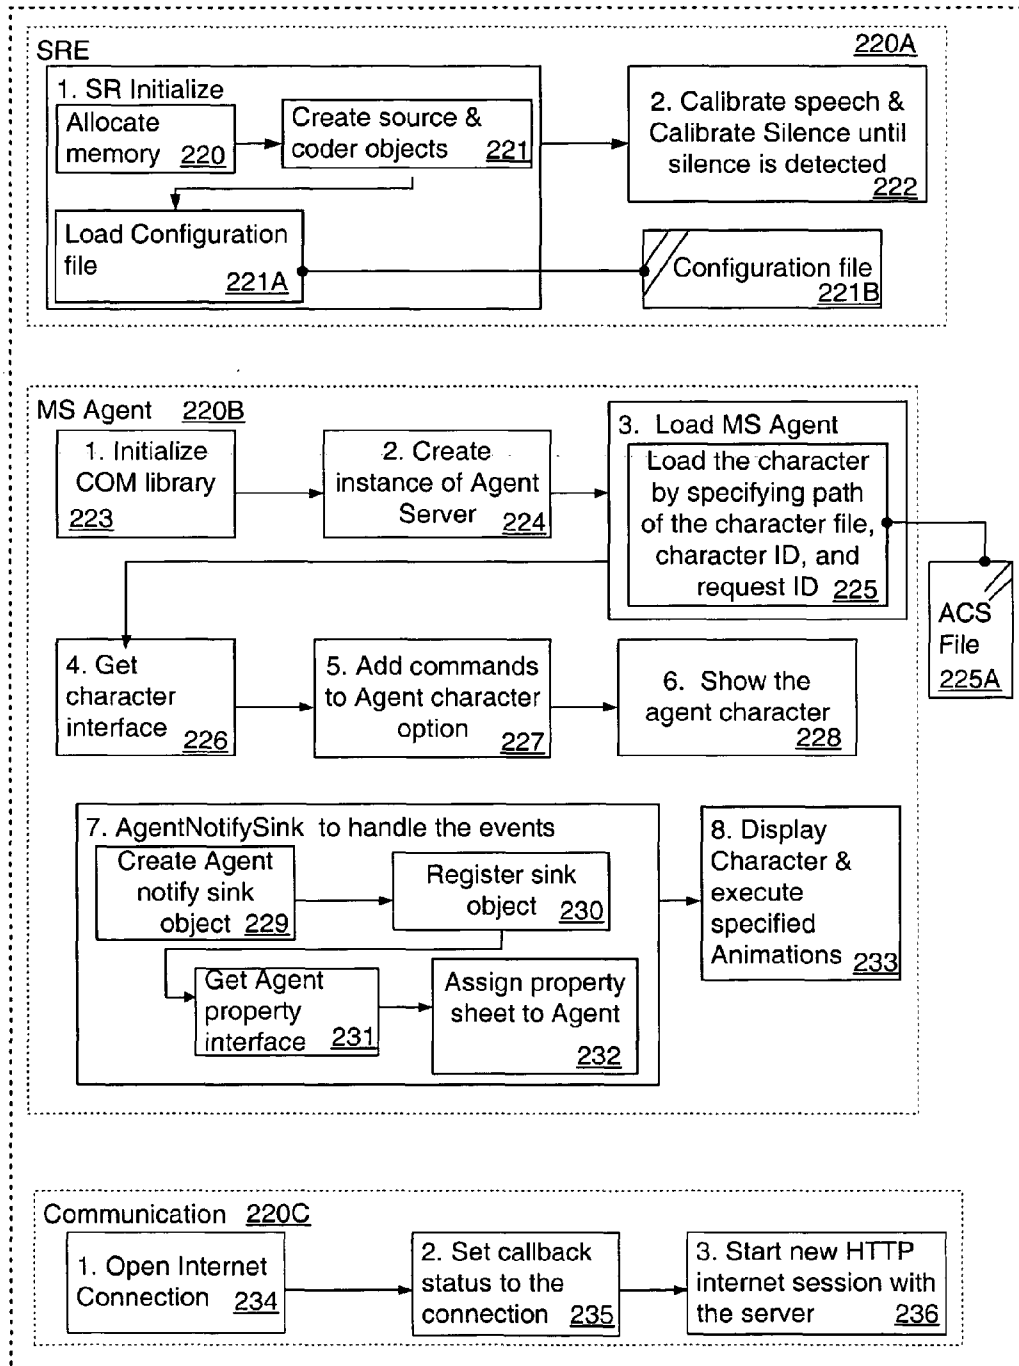 SRE
220A
1. SR Initialize
Allocate
memory 220
Create source &
coder objects 221
2. Calibrate speech &
Calibrate Silence until
silence is detected
222
Load Configuration
file
221A
Configuration file
221B
MS Agent 220B
1. Initialize
COM library
223
2. Create
instance of Agent
Server 224
3. Load MS Agent
Load the character
by specifying path
of the character file,
character ID, and
request ID 225
ACS
File
225A
4. Get
character
interface 226
5. Add commands
to Agent character
option 227
6. Show the
agent character
228
7. AgentNotifySink to handle the events
Create Agent
notify sink
object 229
Register sink
object 230
Get Agent
property
interface 231
Assign property
sheet to Agent
232
8. Display
Character &
execute
specified
Animations 233
Communication 220C
1. Open Internet
Connection 234
2. Set callback
status to the
connection 235
3. Start new HTTP
internet session with
the server 236